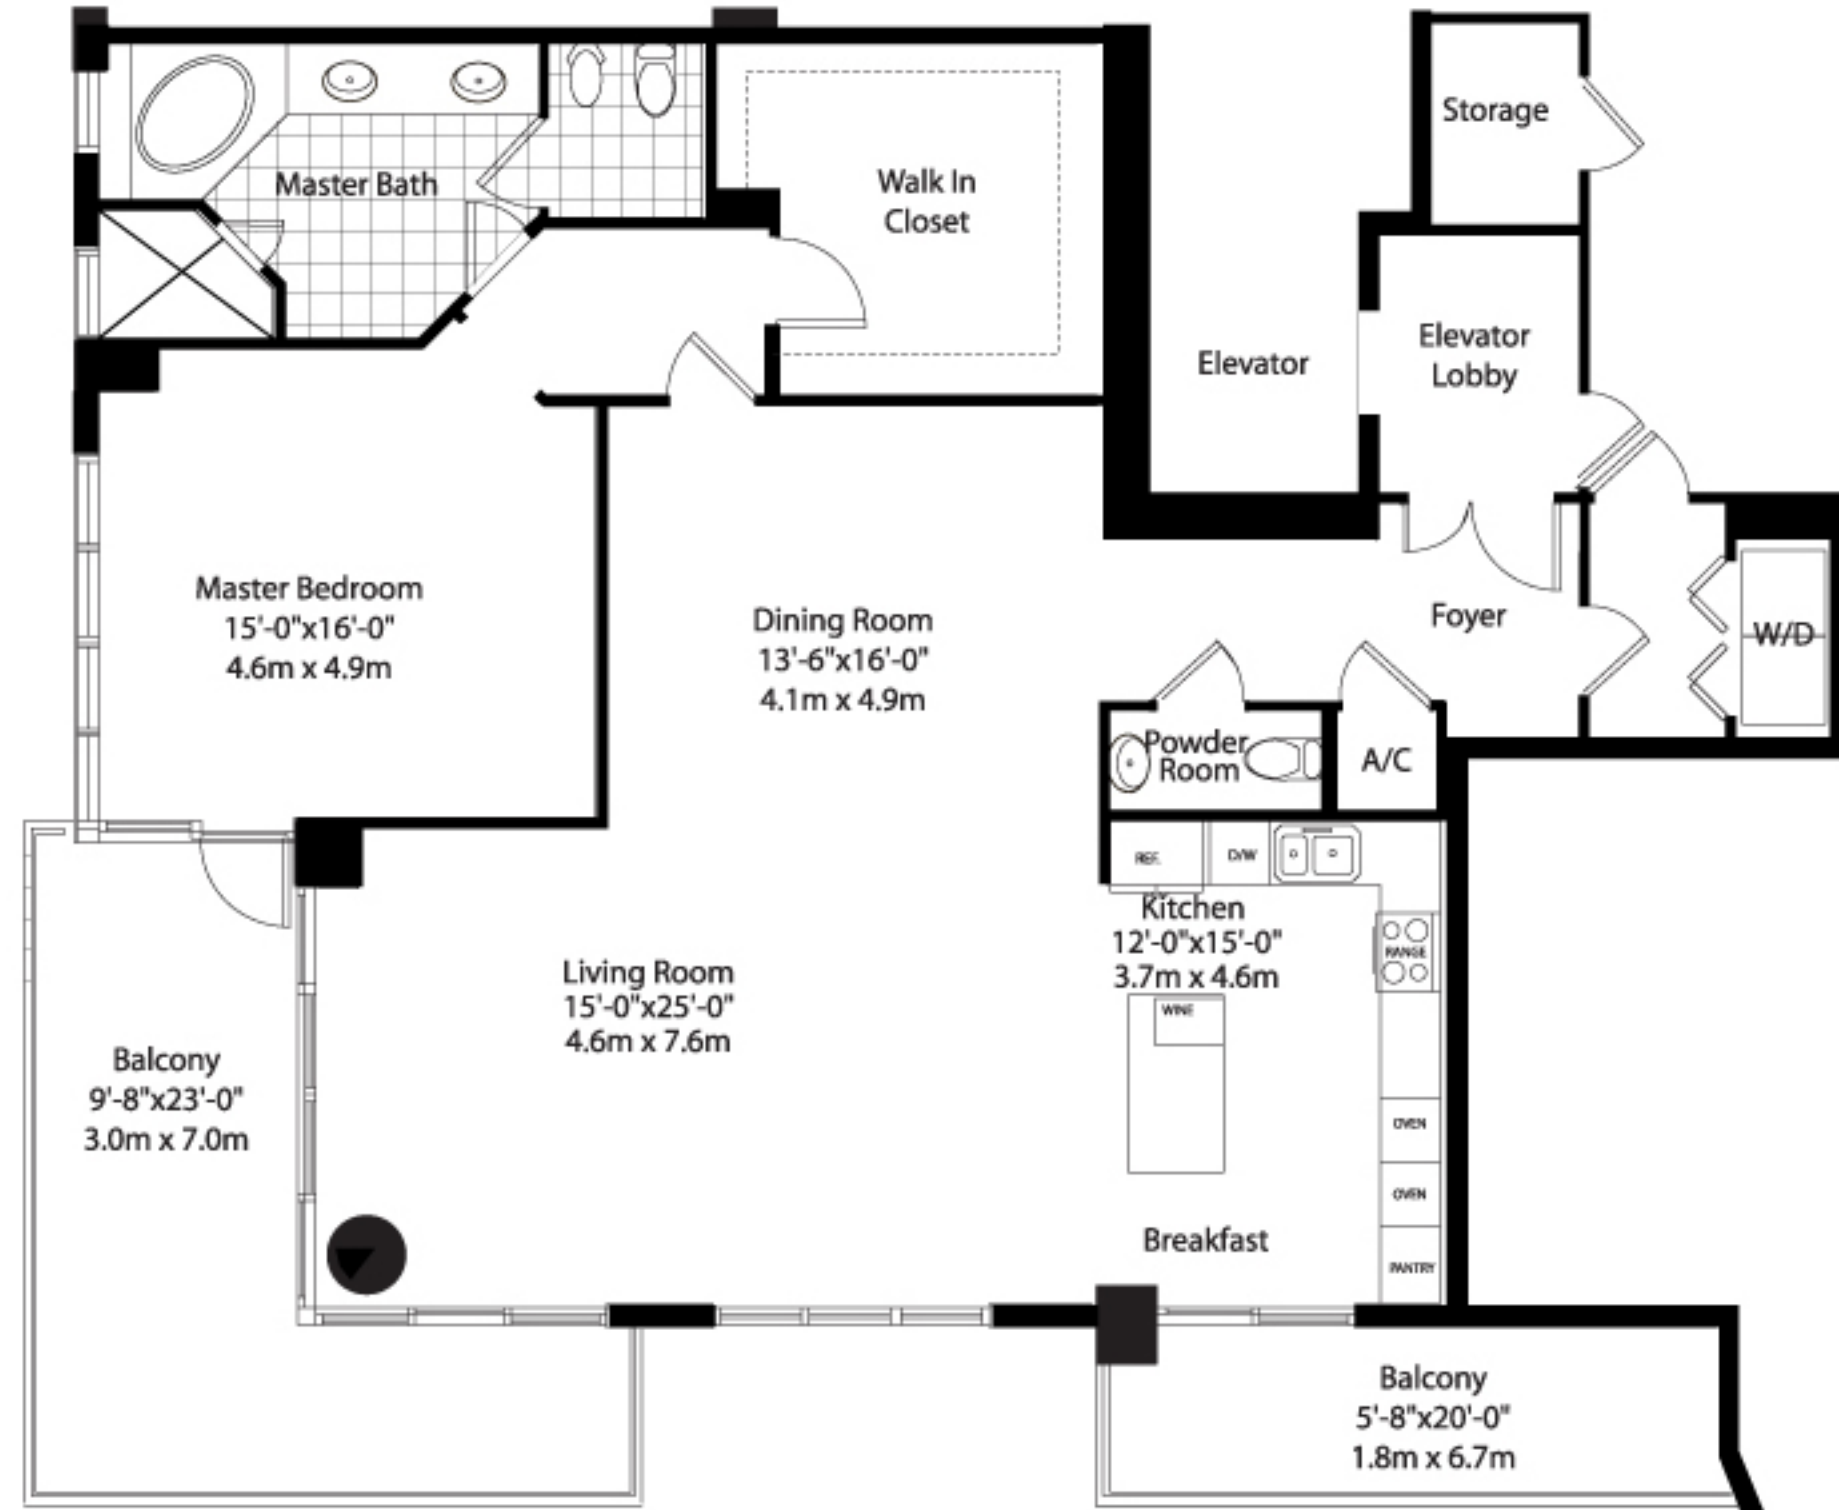 Storage
Master Bath
Walk In
Closet
Elevator
Lobby
Elevator
Master Bedroom
15'-0"x16'-0"
4.6m x 4.9m
Dining Room
13'-6"x16'-0"
4.1m x 4.9m
Foyer
W/D
Powder
Room
A/C
REF.
D/W
Kitchen
12'-0"x15'-0"
3.7m x 4.6m
RANGE
WINE
Living Room
15'-0"x25'-0"
4.6m x 7.6m
Balcony
9'-8"x23'-0"
3.0m x 7.0m
OVEN
OVEN
Breakfast
PANTRY
Balcony
5'-8"x20'-0"
1.8m x 6.7m